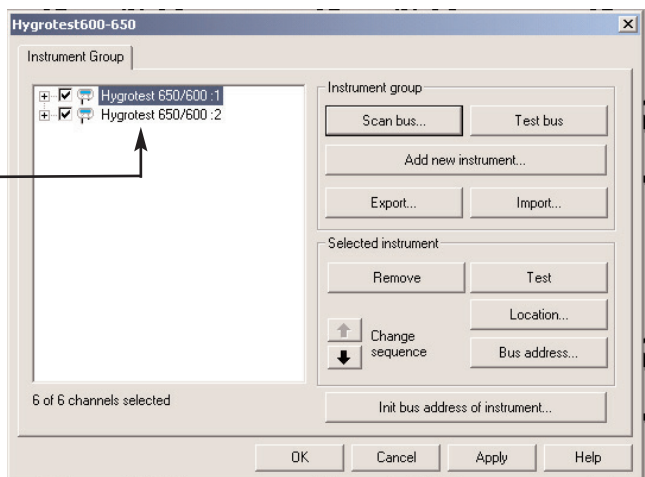 Hygrotest600-650
Instrument Group
Hygrotest 650/600 :1
Hygrotest 650/600 :2
6 of 6 channels selected
Instrument group
Scan bus...
Test bus
Add new instrument...
Export...
Import...
Selected instrument
Remove
Test
Location...
Change
sequence
Bus address...
Init bus address of instrument...
OK
Cancel
Apply
Help